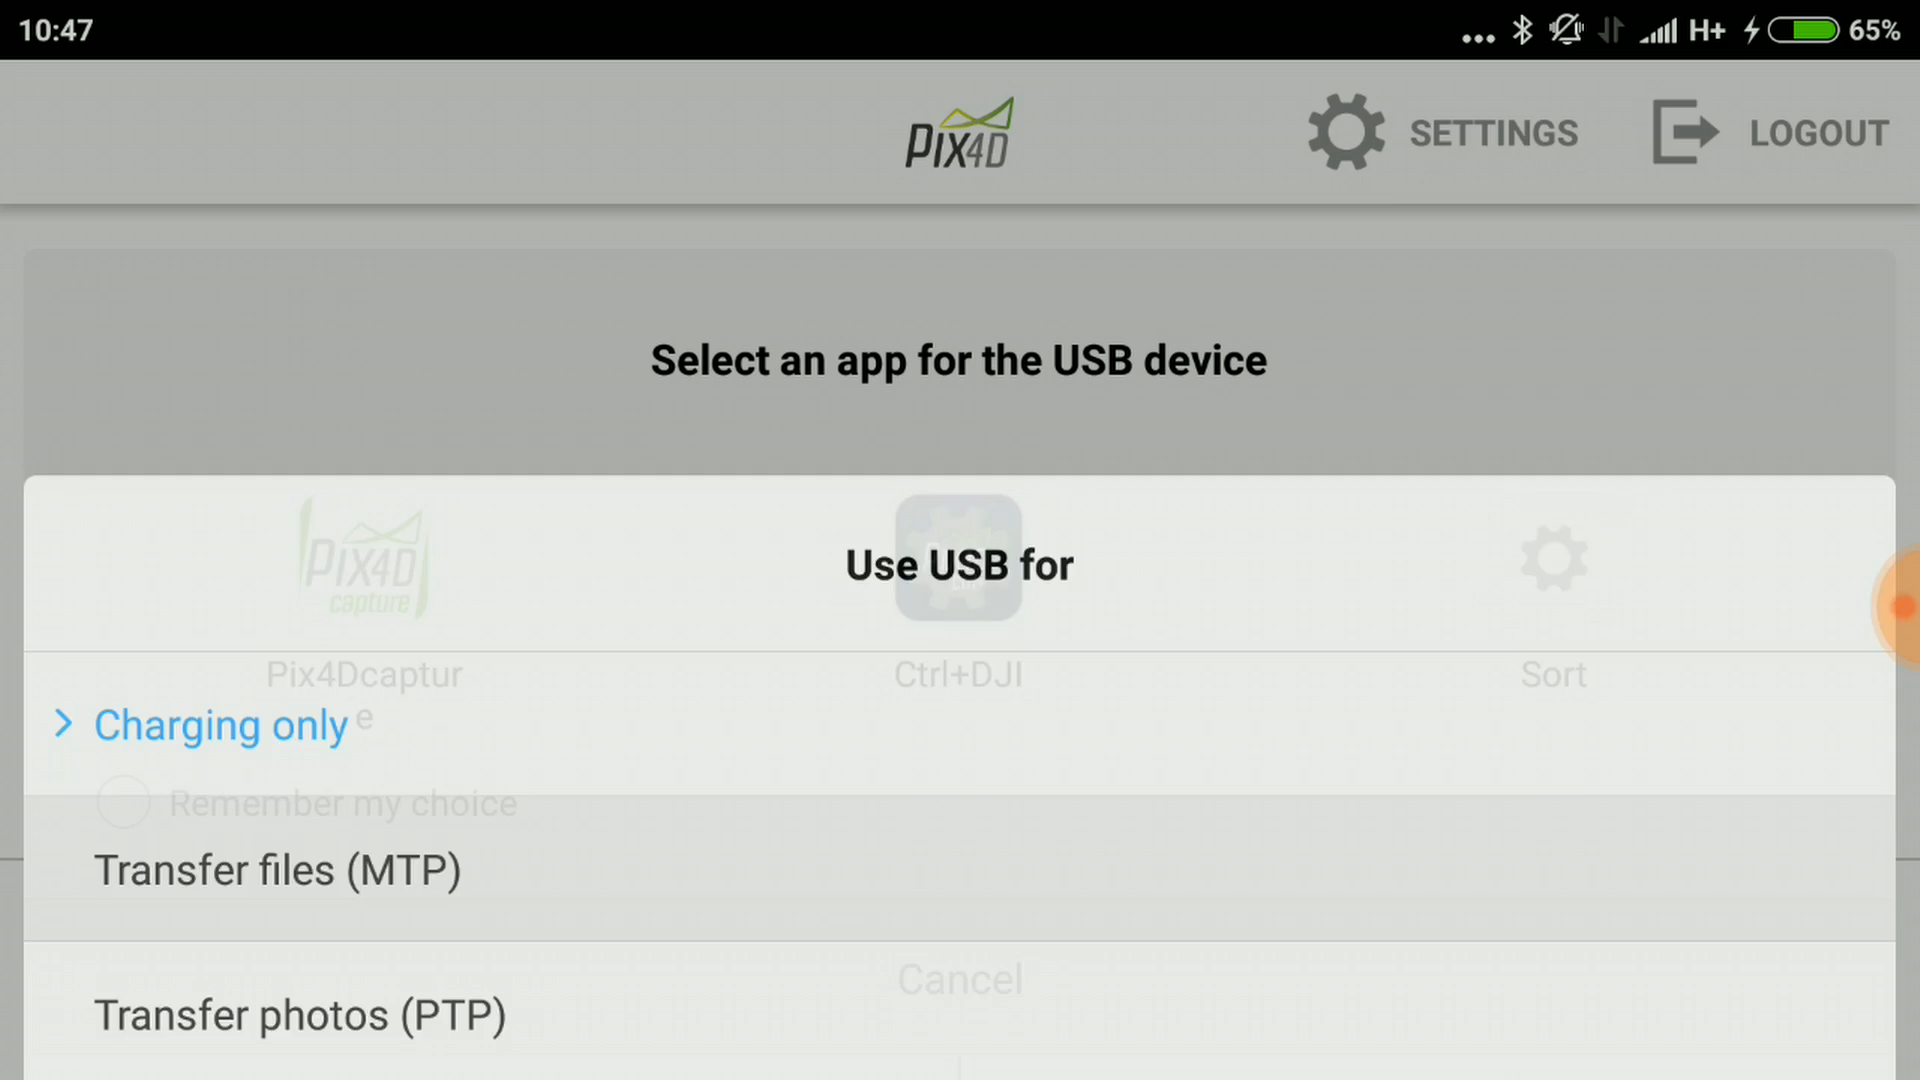 10:47
H+ 65%
PIX4D
SETTINGS
LOGOUT
Select an app for the USB device
PIX4D
capture
Use USB for
Pix4Dcaptur
e
Ctrl+DJI
Sort
Charging only
Remember my choice
Transfer files (MTP)
Cancel
Transfer photos (PTP)